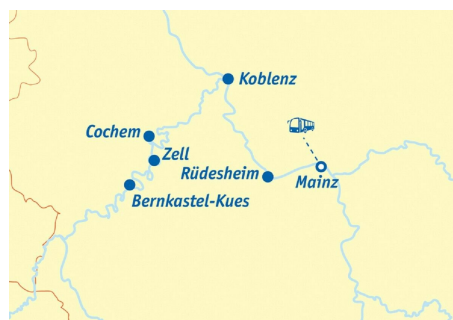 Koblenz
Cochem
Zell
Rüdesheim
Mainz
Bernkastel-Kues